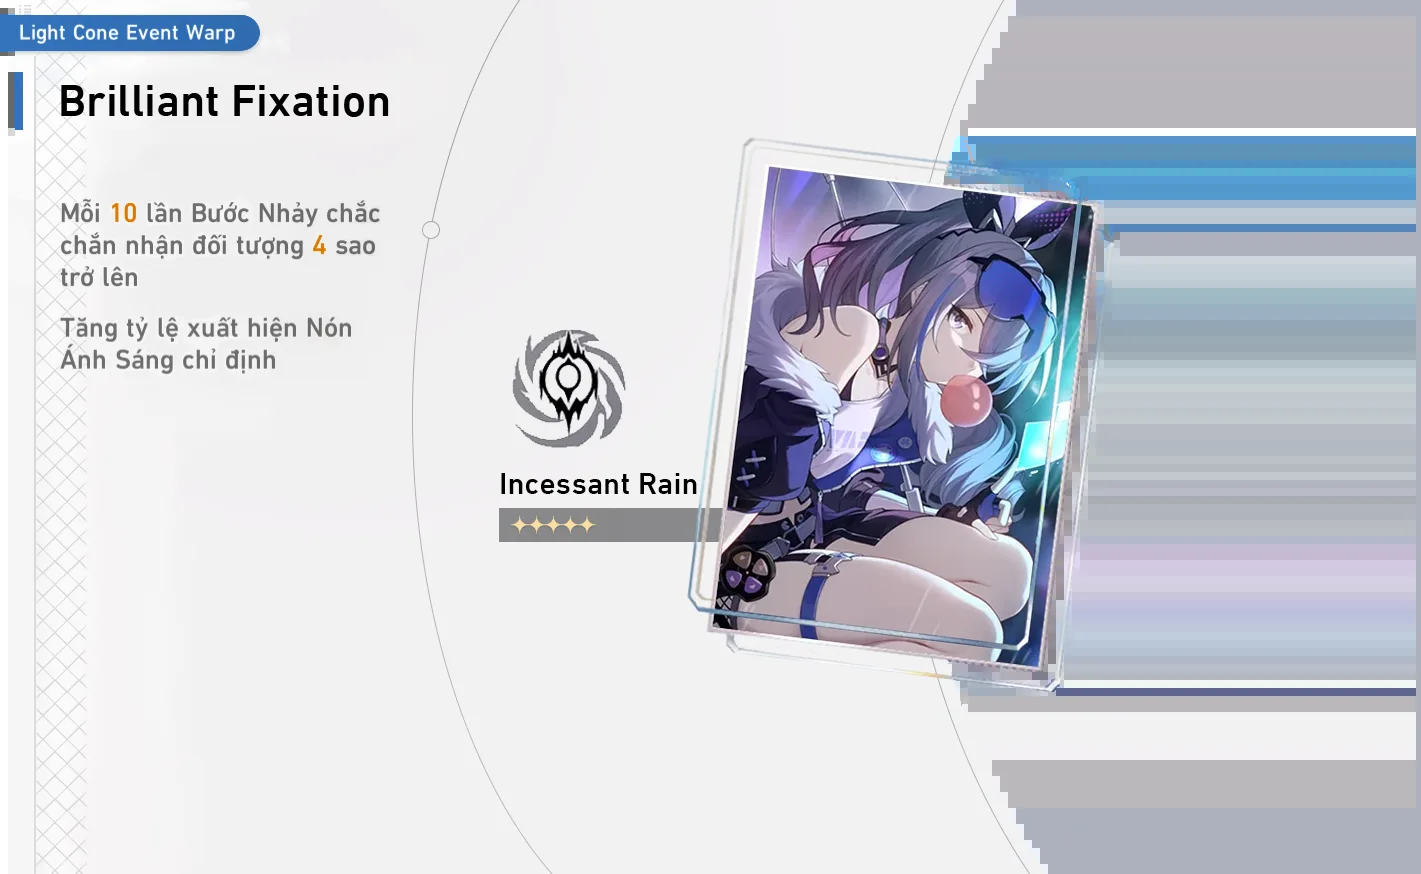 Light Cone Event Warp
Brilliant Fixation
Mỗi 10 lần Bước Nhảy chắc
chắn nhận đối tượng 4 sao
trở lên
Tăng tỷ lệ xuất hiện Nón
Ánh Sáng chỉ định
Incessant Rain